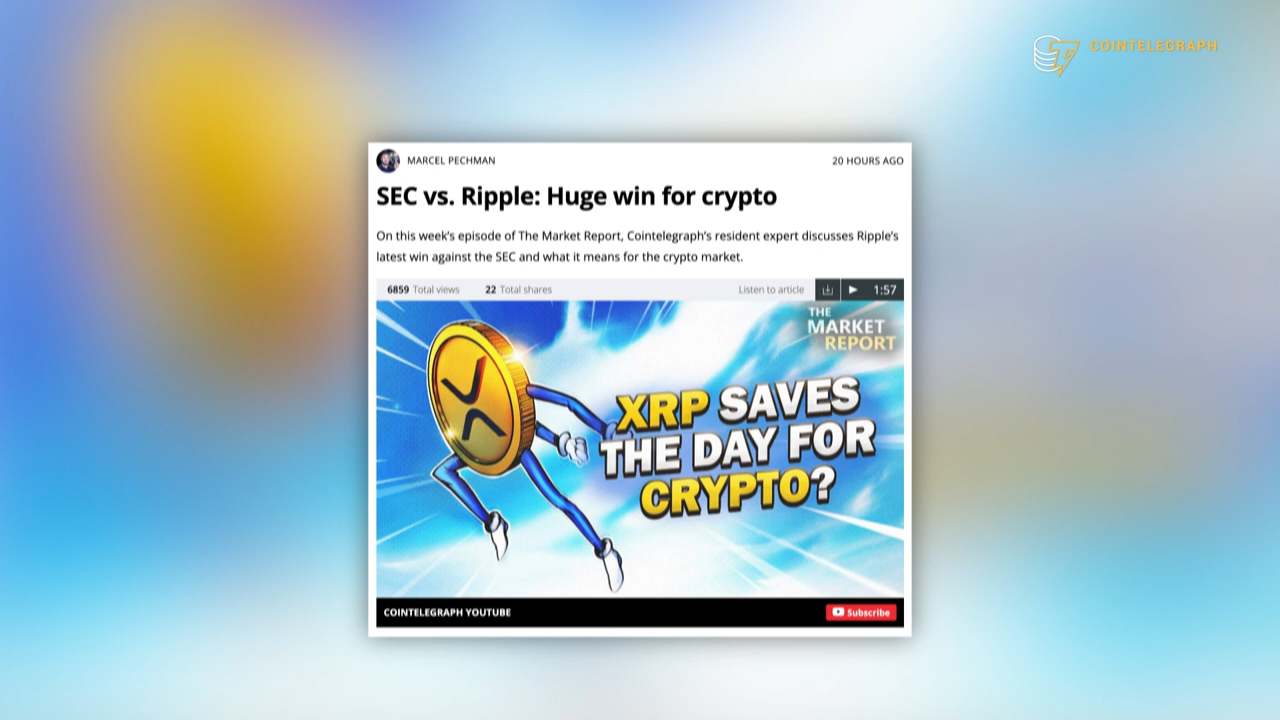 COINTELEGRAPH
MARCEL PECHMAN
20 HOURS AGO
SEC vs. Ripple: Huge win for crypto
On this week's episode of The Market Report, Cointelegraph's resident expert discusses Ripple's
latest win against the SEC and what it means for the crypto market.
6859 Total views 22 Total shares Listen to article 1:57
THE
MARKET
REPORT
XRP SAVES
THE DAY FOR
CRYPTO?
COINTELEGRAPH YOUTUBE
Subscribe